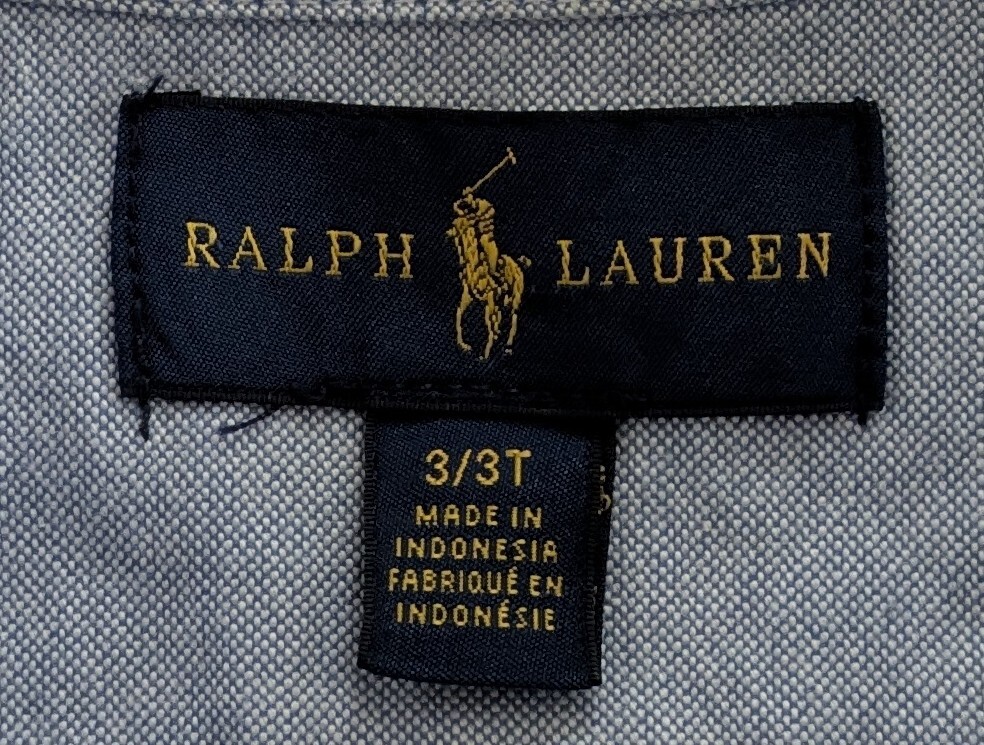 RALPH LAUREN
3/3T
MADE IN
INDONESIA
FABRIQUÉ EN
INDONÉSIE